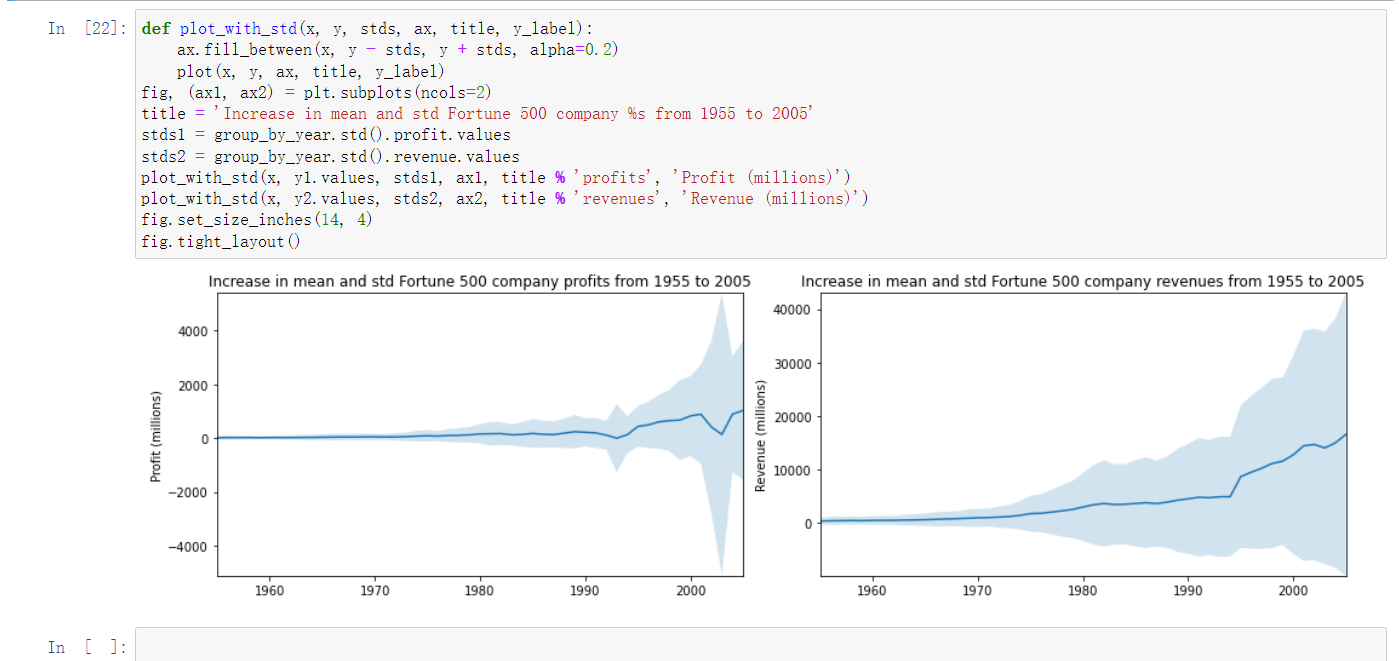 In [22]:
def plot_with_std(x, y, stds, ax, title, y_label):
    ax.fill_between(x, y - stds, y + stds, alpha=0.2)
    plot(x, y, ax, title, y_label)
fig, (ax1, ax2) = plt.subplots(ncols=2)
title = 'Increase in mean and std Fortune 500 company %s from 1955 to 2005'
stds1 = group_by_year.std().profit.values
stds2 = group_by_year.std().revenue.values
plot_with_std(x, y1.values, stds1, ax1, title % 'profits', 'Profit (millions)')
plot_with_std(x, y2.values, stds2, ax2, title % 'revenues', 'Revenue (millions)')
fig.set_size_inches(14, 4)
fig.tight_layout()
Increase in mean and std Fortune 500 company profits from 1955 to 2005
Profit (millions)
4000
2000
0
−2000
−4000
1960 1970 1980 1990 2000
Increase in mean and std Fortune 500 company revenues from 1955 to 2005
Revenue (millions)
40000
30000
20000
10000
0
1960 1970 1980 1990 2000
In [ ]: